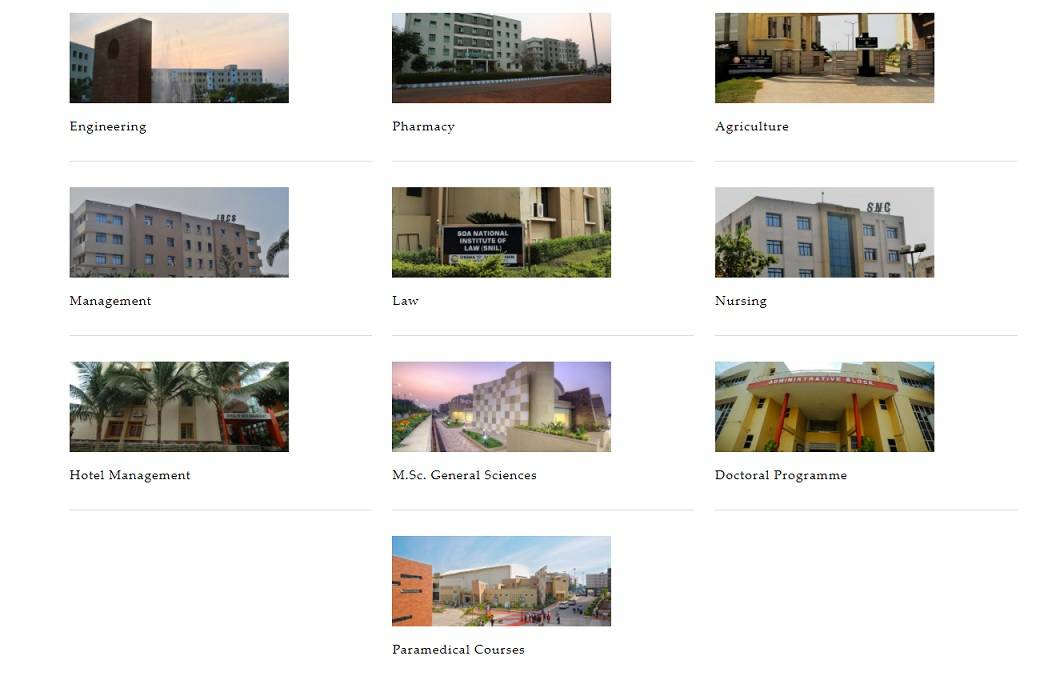 Engineering
Pharmacy
Agriculture
IBCS
SOA NATIONAL
INSTITUTE OF
LAW (SNIL)
SNC
Management
Law
Nursing
ADMINISTRATIVE BLOCK
Hotel Management
M.Sc. General Sciences
Doctoral Programme
Paramedical Courses